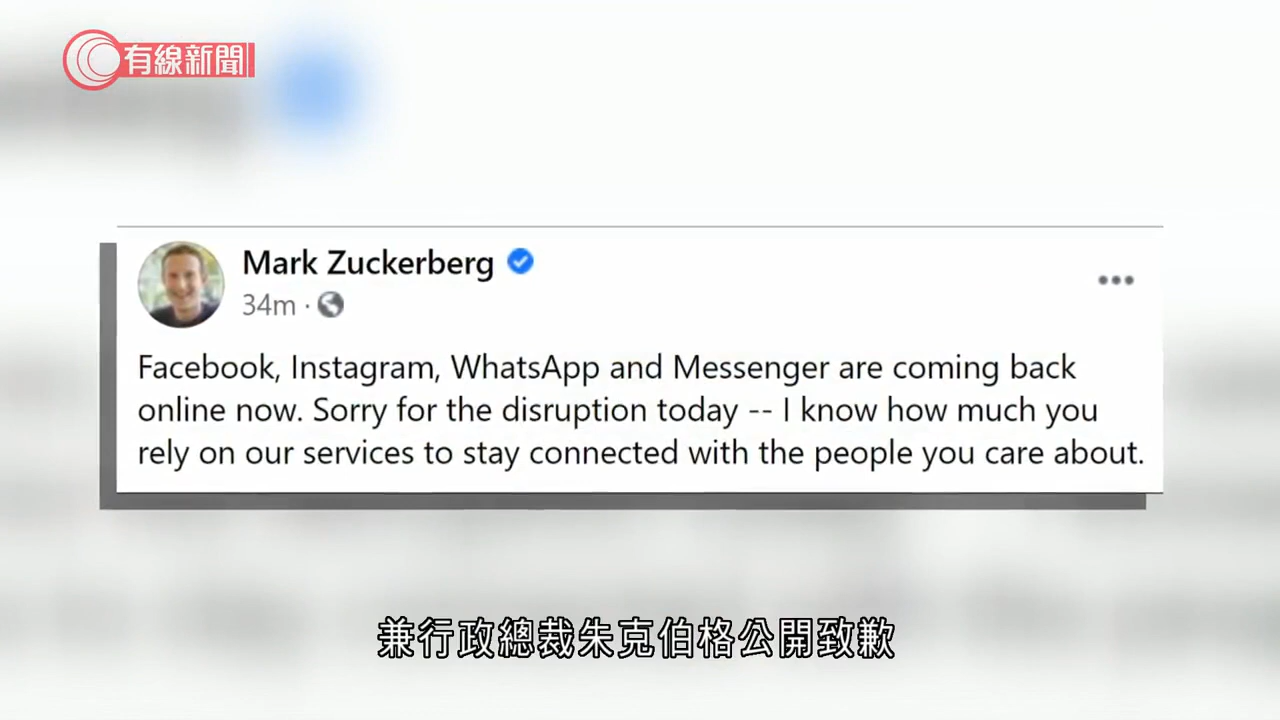 有線新聞
Mark Zuckerberg
34m ·
Facebook, Instagram, WhatsApp and Messenger are coming back
online now. Sorry for the disruption today -- I know how much you
rely on our services to stay connected with the people you care about.
兼行政總裁朱克伯格公開致歉